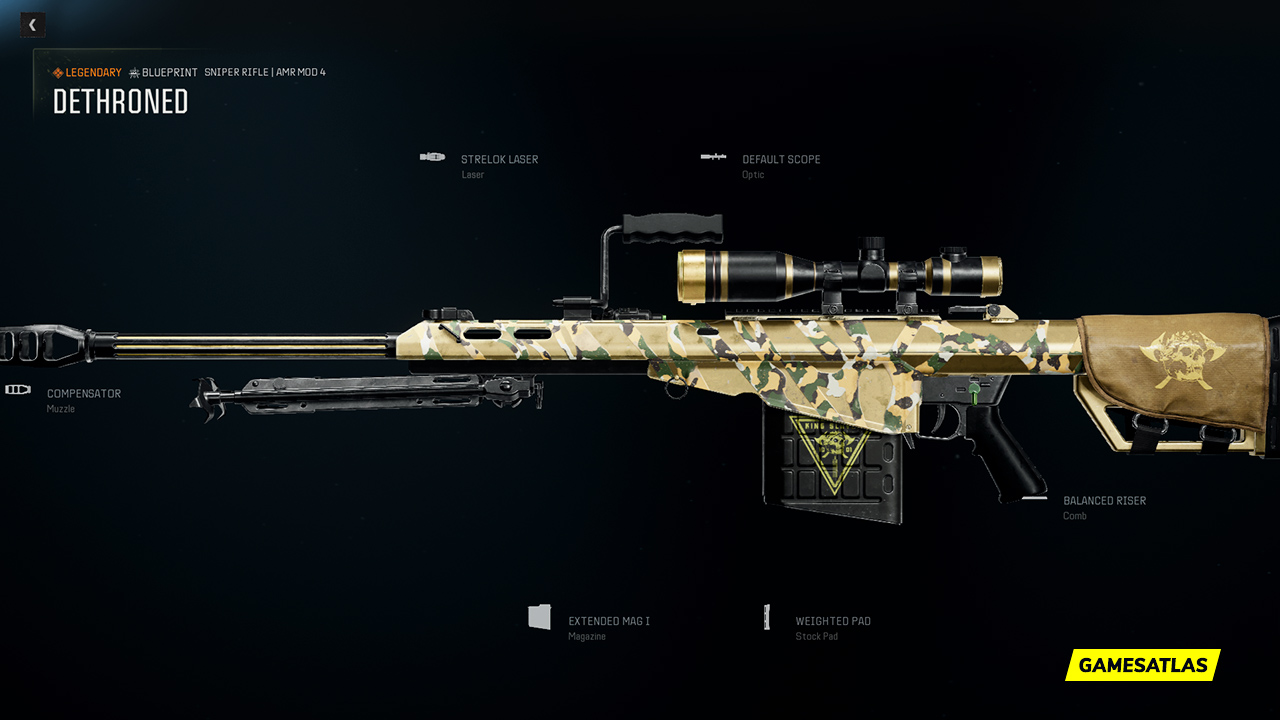 LEGENDARY BLUEPRINT SNIPER RIFLE | AMR MOD 4
DETHRONED
STRELOK LASER
Laser
DEFAULT SCOPE
Optic
COMPENSATOR
Muzzle
BALANCED RISER
Comb
EXTENDED MAG I
Magazine
WEIGHTED PAD
Stock Pad
GAMESATLAS